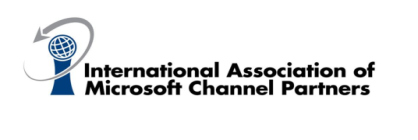 International Association of
Microsoft Channel Partners